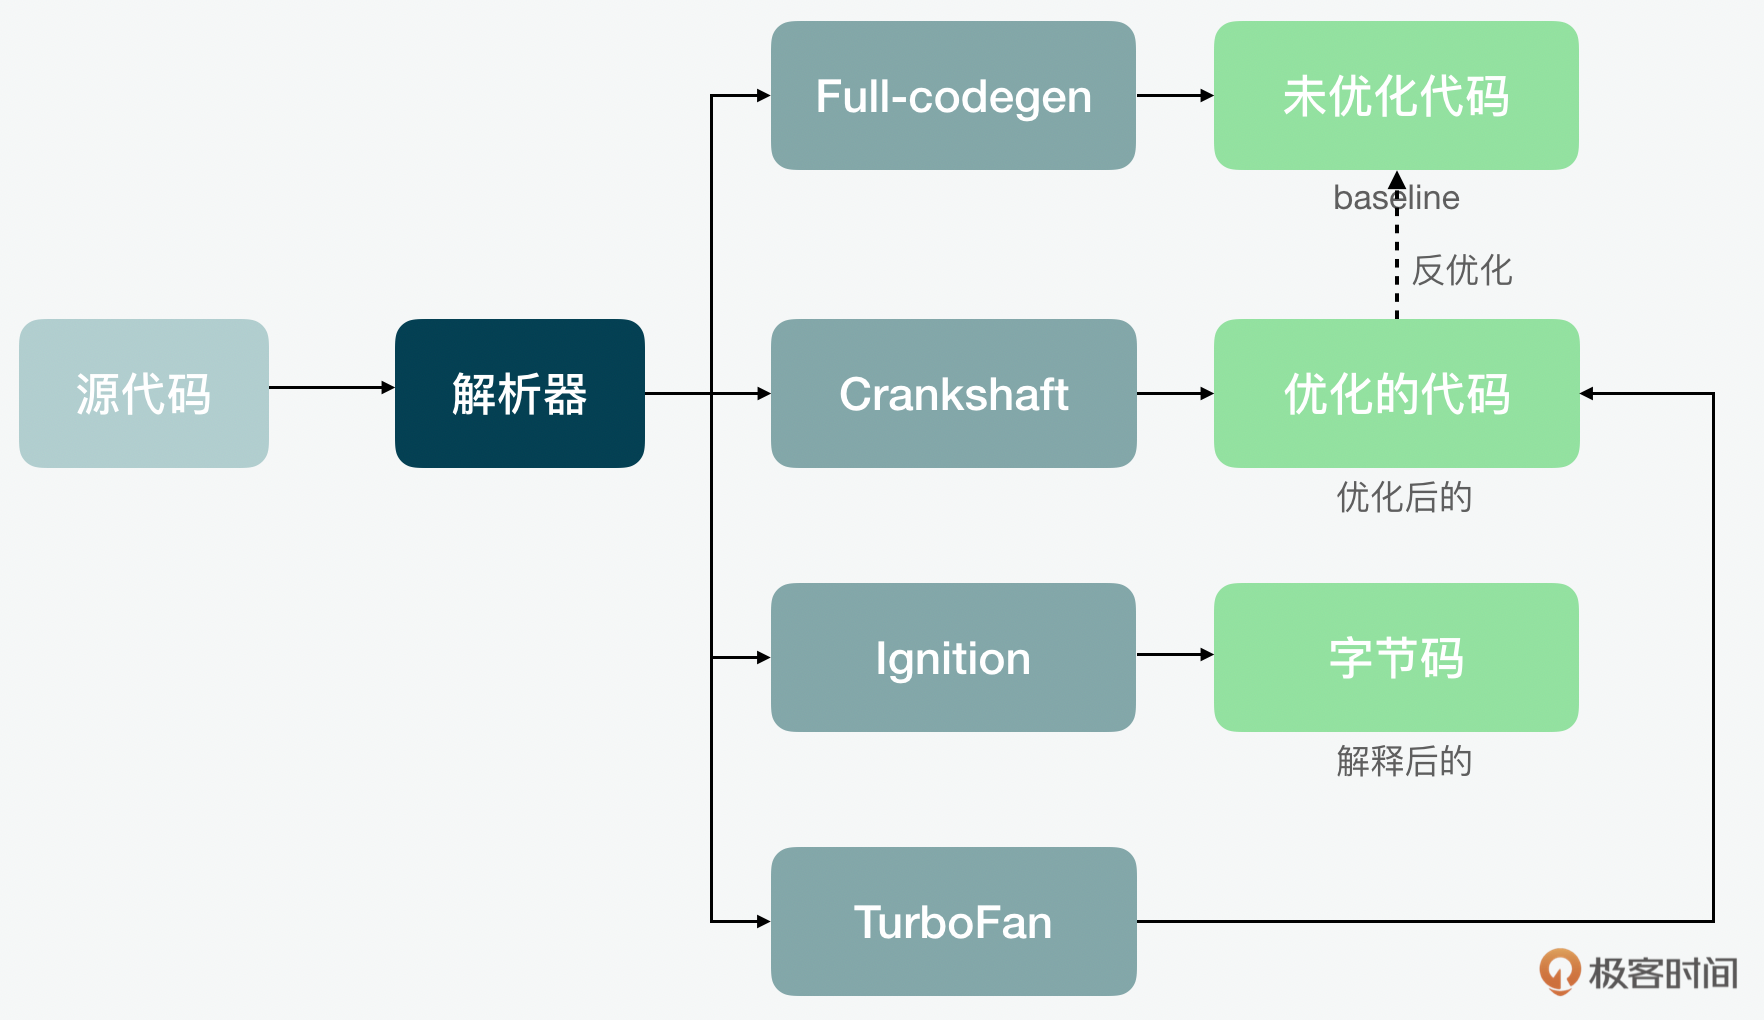 Full-codegen
未优化代码
baseline
反优化
源代码
解析器
Crankshaft
优化的代码
优化后的
Ignition
字节码
解释后的
TurboFan
极客时间